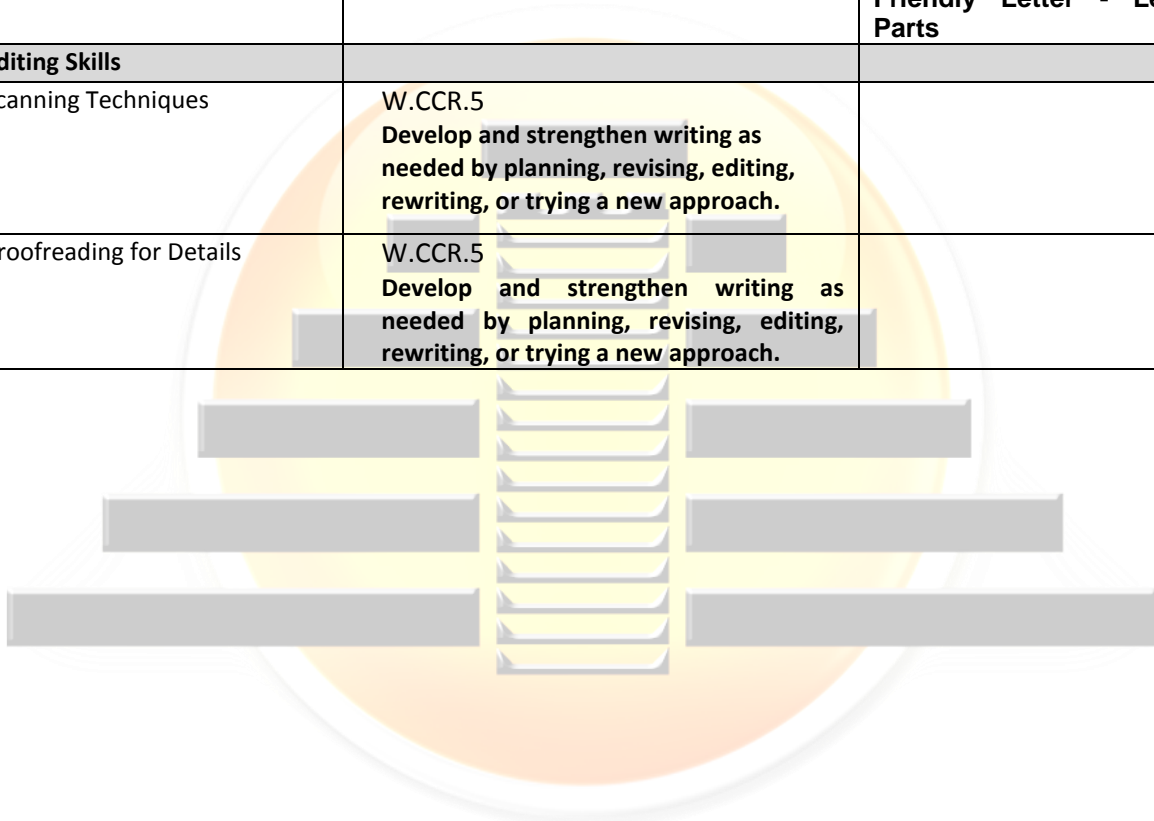 Friendly Letter -
Parts
diting Skills
canning Techniques
W.CCR.5
Develop and strengthen writing as
needed by planning, revising, editing,
rewriting, or trying a new approach.
roofreading for Details
W.CCR.5
Develop and strengthen writing as
needed by planning, revising, editing,
rewriting, or trying a new approach.